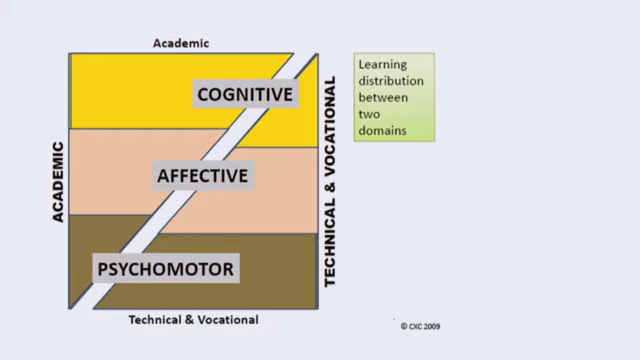 Academic
COGNITIVE
AFFECTIVE
PSYCHOMOTOR
ACADEMIC
TECHNICAL & VOCATIONAL
Technical & Vocational
Learning
distribution
between
two
domains
© CXC 2009